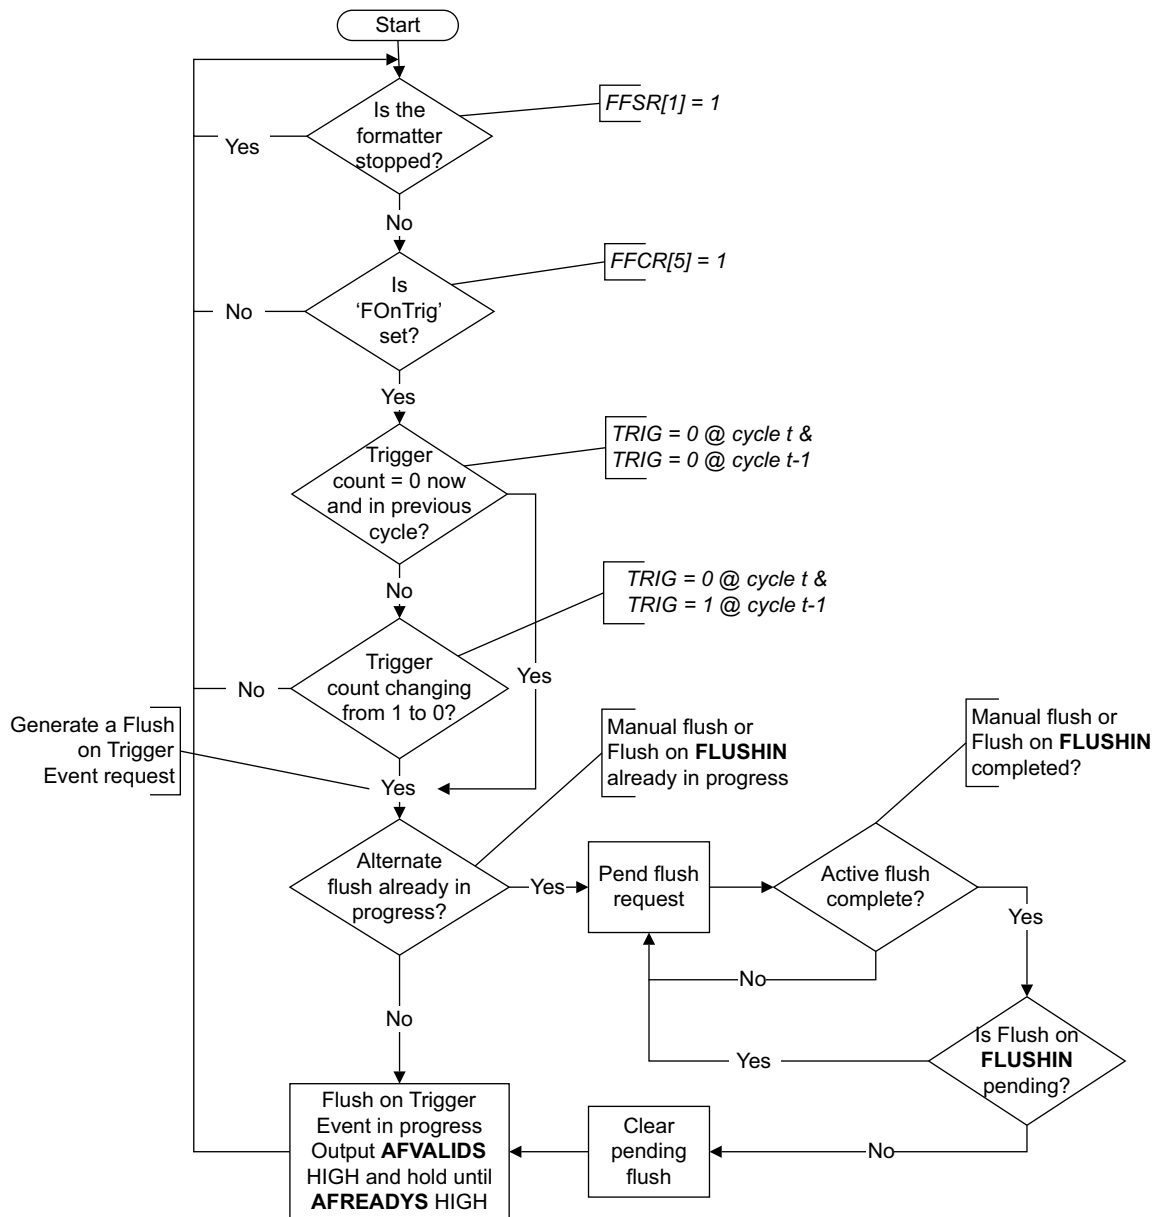 Start
Is the
formatter
stopped?
FFSR[1] = 1
Yes
No
Is
‘FOnTrig’
set?
FFCR[5] = 1
No
Yes
Trigger
count = 0 now
and in previous
cycle?
TRIG = 0 @ cycle t &
TRIG = 0 @ cycle t-1
No
TRIG = 0 @ cycle t &
TRIG = 1 @ cycle t-1
Trigger
count changing
from 1 to 0?
No
Yes
Generate a Flush
on Trigger
Event request
Yes
Manual flush or
Flush on FLUSHIN
already in progress
Manual flush or
Flush on FLUSHIN
completed?
Alternate
flush already in
progress?
Yes
Pend flush
request
Active flush
complete?
Yes
No
No
Is Flush on
FLUSHIN
pending?
Yes
No
Clear
pending
flush
Flush on Trigger
Event in progress
Output AFVALIDS
HIGH and hold until
AFREADYS HIGH